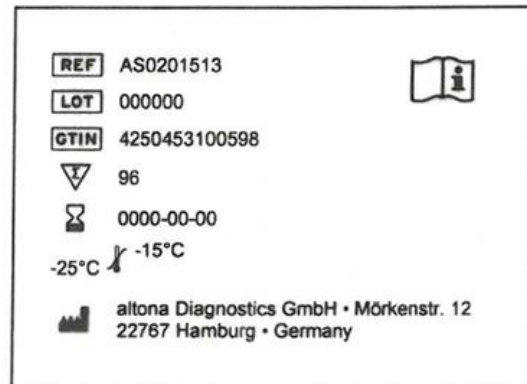 REF AS0201513
LOT 000000
GTIN 4250453100598
Σ 96
0000-00-00
-25°C -15°C
altona Diagnostics GmbH • Mörkenstr. 12
22767 Hamburg • Germany
i